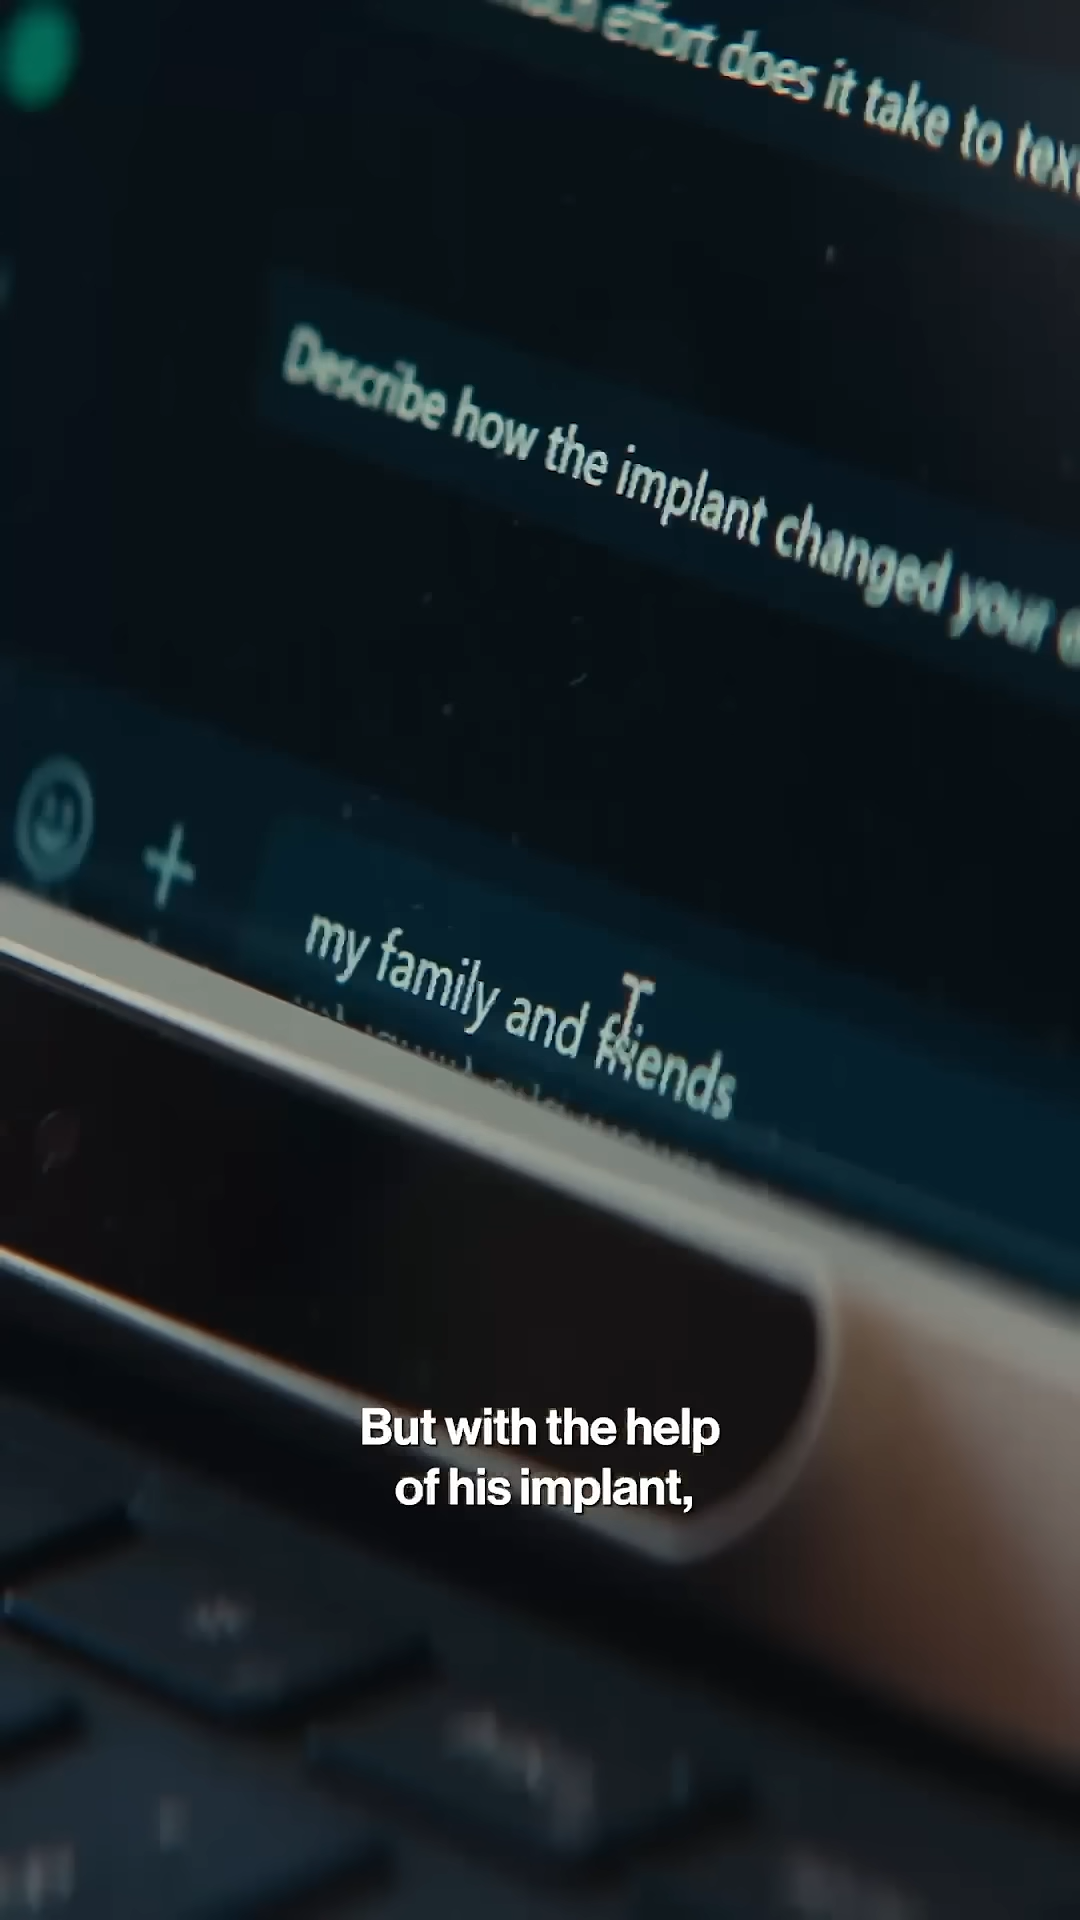 effort does it take to
Describe how the implant changed your
my family and friends
But with the help
of his implant,